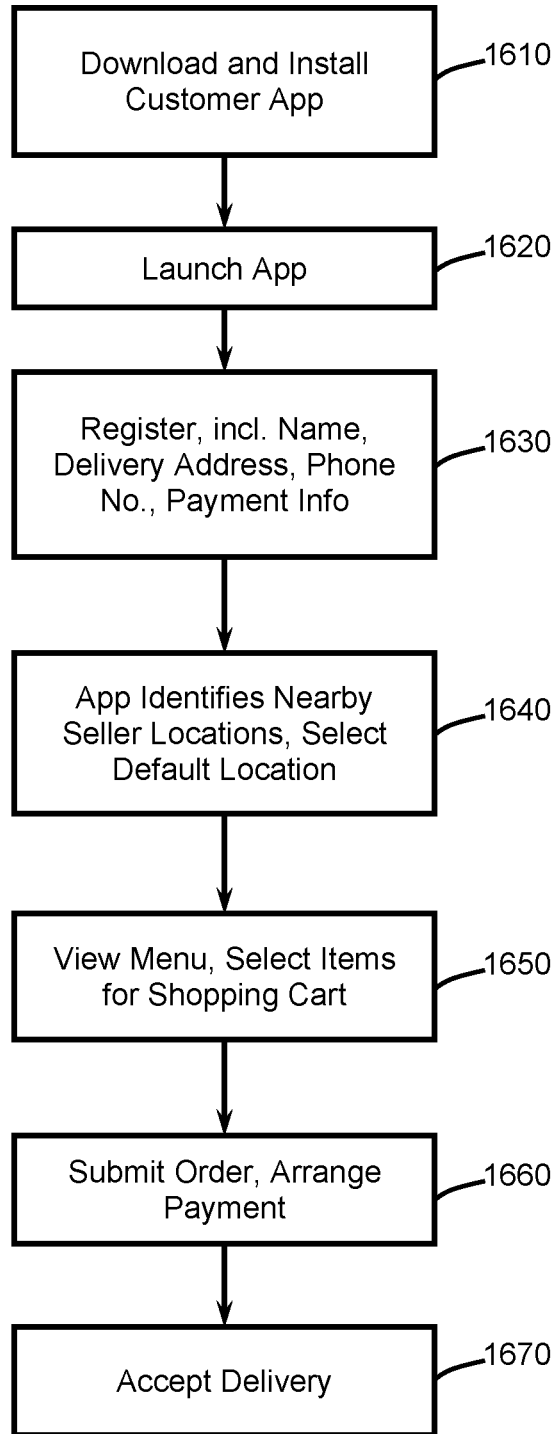 Download and Install
Customer App
1610
Launch App
1620
Register, incl. Name,
Delivery Address, Phone
No., Payment Info
1630
App Identifies Nearby
Seller Locations, Select
Default Location
1640
View Menu, Select Items
for Shopping Cart
1650
Submit Order, Arrange
Payment
1660
Accept Delivery
1670